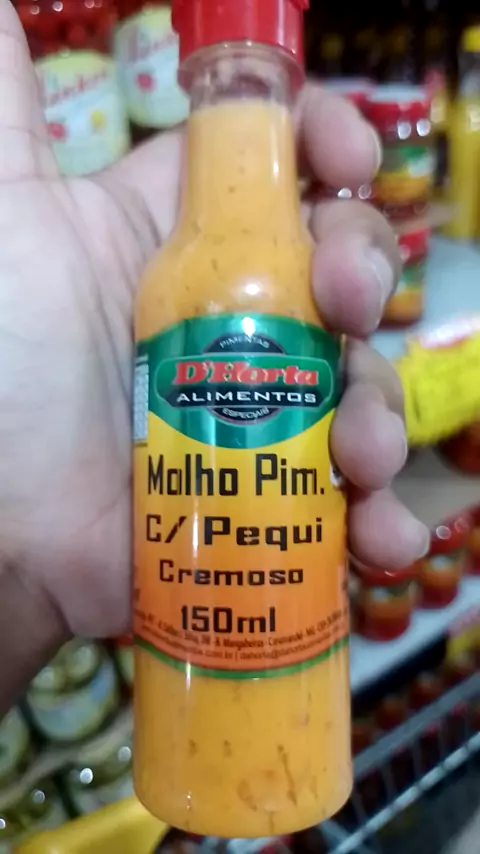 PIMENTAS
D'Horta
ALIMENTOS
ESPECIAIS
Molho Pim.
C/ Pequi
Cremoso
150ml